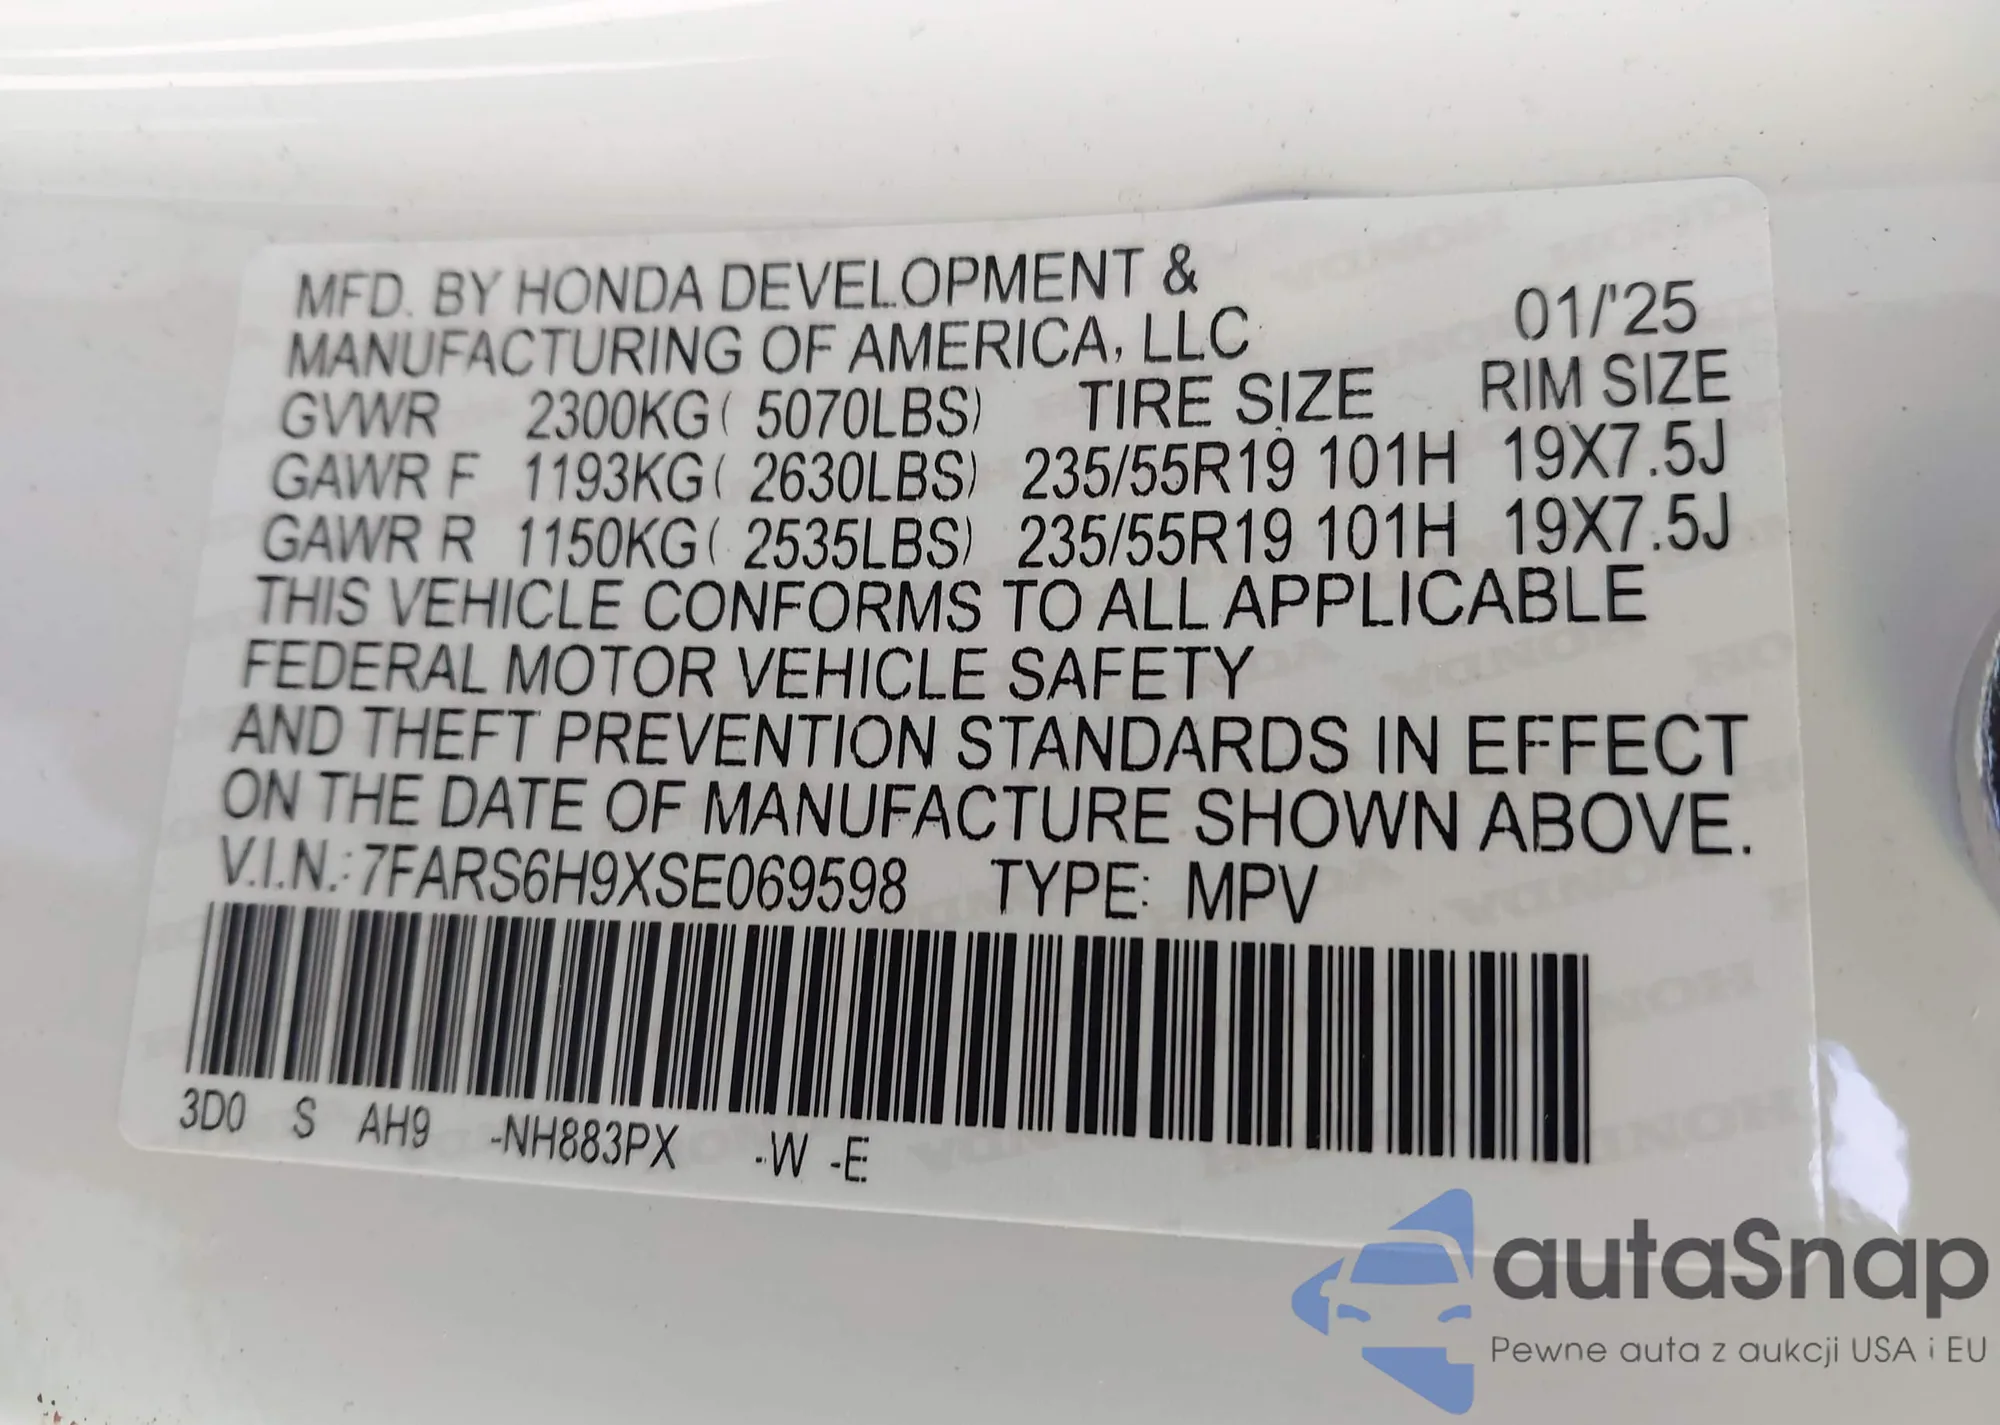 MFD. BY HONDA DEVELOPMENT &
MANUFACTURING OF AMERICA, LLC 01/'25
GVWR 2300KG( 5070LBS) TIRE SIZE RIM SIZE
GAWR F 1193KG( 2630LBS) 235/55R19 101H 19X7.5J
GAWR R 1150KG( 2535LBS) 235/55R19 101H 19X7.5J
THIS VEHICLE CONFORMS TO ALL APPLICABLE
FEDERAL MOTOR VEHICLE SAFETY
AND THEFT PREVENTION STANDARDS IN EFFECT
ON THE DATE OF MANUFACTURE SHOWN ABOVE.
V.I.N.: 7FARS6H9XSE069598 TYPE: MPV
3D0 S AH9 -NH883PX -W -E
autaSnap
Pewne auta z aukcji USA i EU